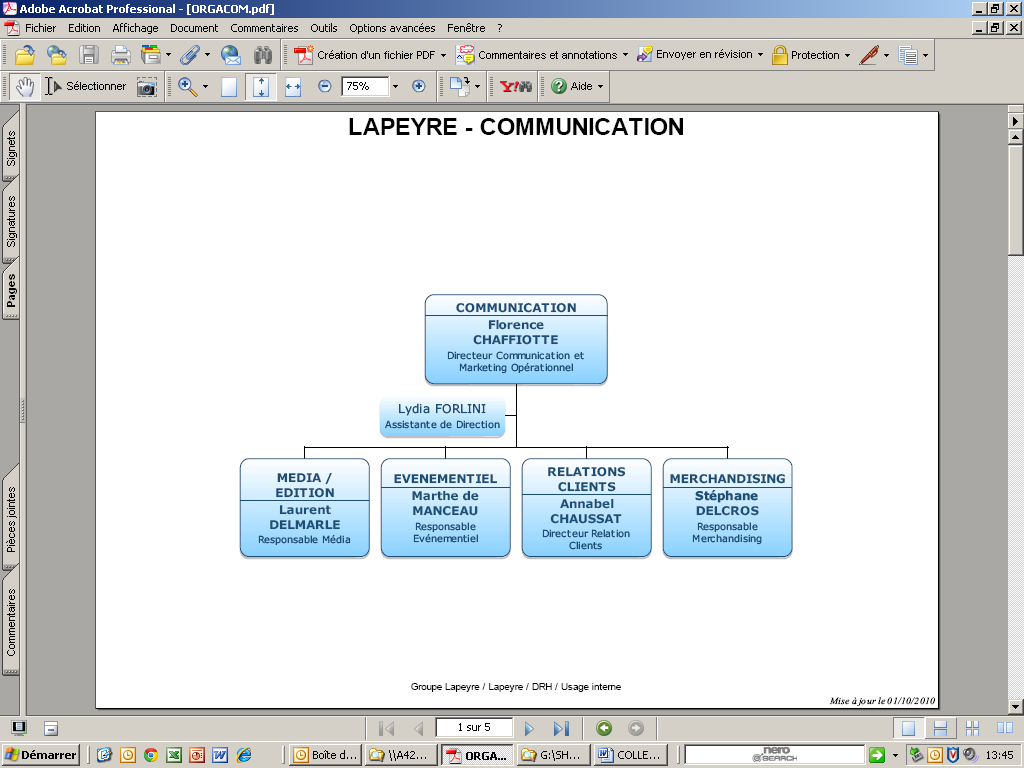 Adobe Acrobat Professional - [ORGACOM.pdf]
Fichier Edition Affichage Document Commentaires Outils Options avancées Fenêtre ?
Création d'un fichier PDF Commentaires et annotations Envoyer en révision Protection
Sélectionner 75% Y! Aide
Signets
Signatures
Pages
Pièces jointes
Commentaires
LAPEYRE - COMMUNICATION
COMMUNICATION
Florence
CHAFFIOTTE
Directeur Communication et
Marketing Opérationnel
Lydia FORLINI
Assistante de Direction
MEDIA /
EDITION
Laurent
DELMARLE
Responsable Média
EVENEMENTIEL
Marthe de
MANCEAU
Responsable
Evénementiel
RELATIONS
CLIENTS
Annabel
CHAUSSAT
Directeur Relation
Clients
MERCHANDISING
Stéphane
DELCROS
Responsable
Merchandising
Groupe Lapeyre / Lapeyre / DRH / Usage interne
Mise à jour le 01/10/2010
1 sur 5
Démarrer Boîte d... \\A42... ORGA... G:\SH... COLLE... nero SEARCH 13:45